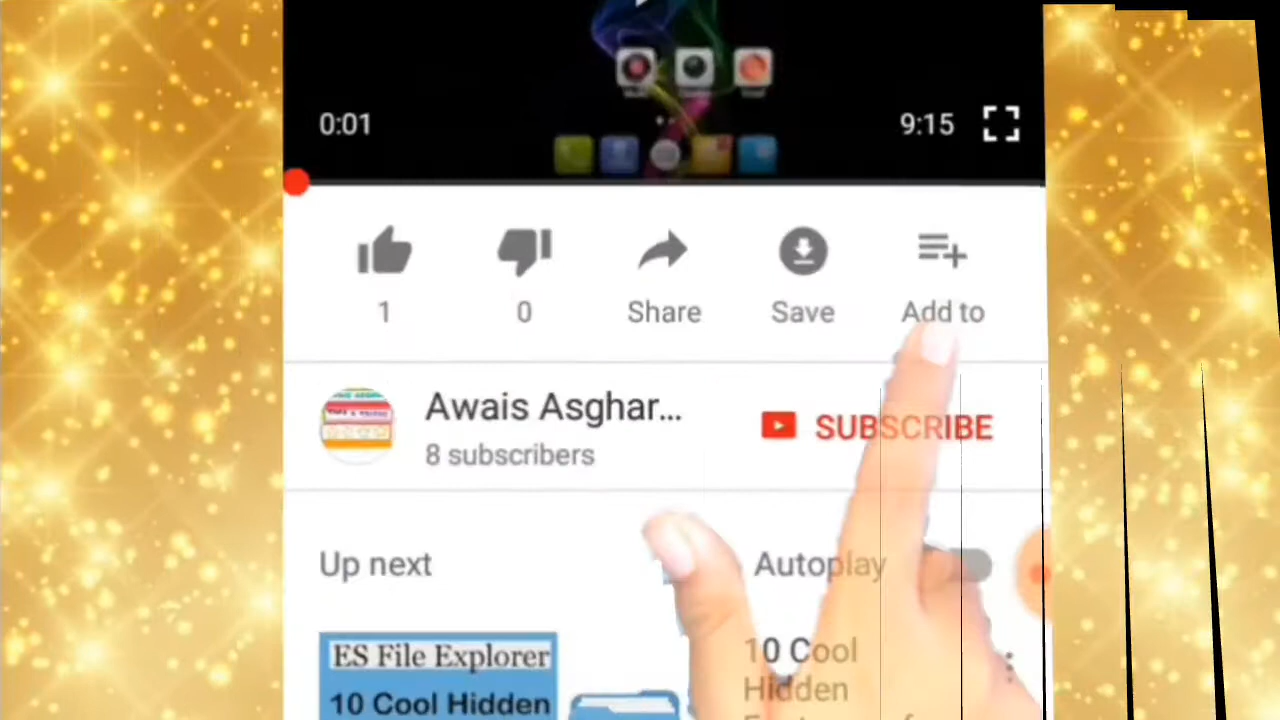 0:01
9:15
1
0
Share
Save
Add to
Awais Asghar...
SUBSCRIBE
8 subscribers
Up next
Autoplay
ES File Explorer
10 Cool Hidden
10 Cool
Hidden